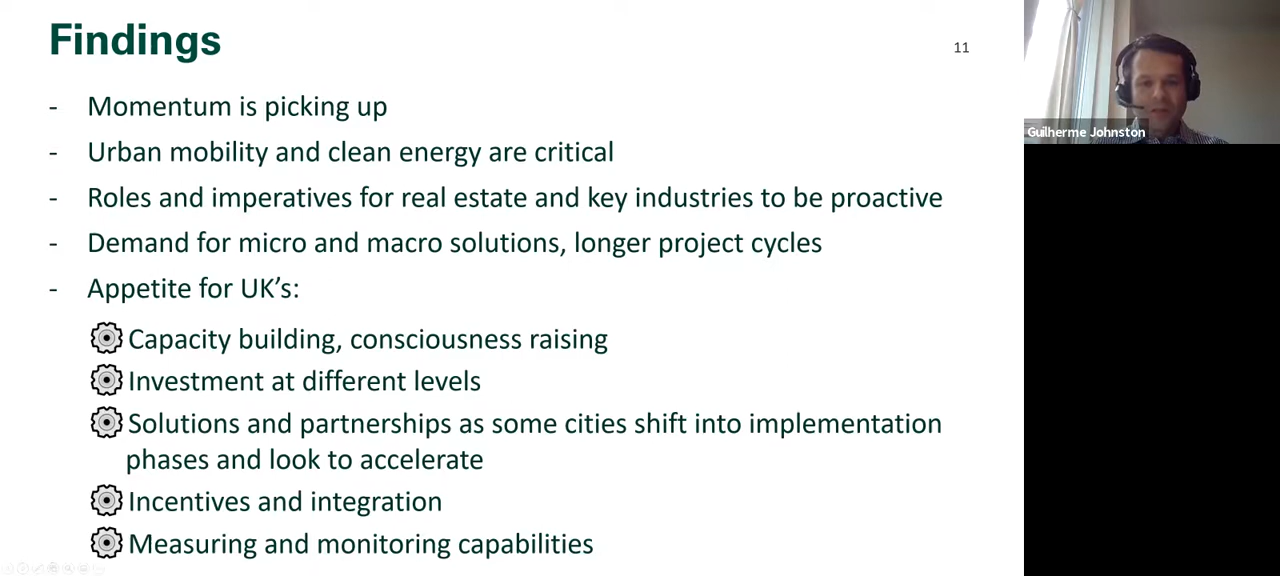 Findings
11
- Momentum is picking up
- Urban mobility and clean energy are critical
- Roles and imperatives for real estate and key industries to be proactive
- Demand for micro and macro solutions, longer project cycles
- Appetite for UK’s:
Capacity building, consciousness raising
Investment at different levels
Solutions and partnerships as some cities shift into implementation
phases and look to accelerate
Incentives and integration
Measuring and monitoring capabilities
Guilherme Johnston